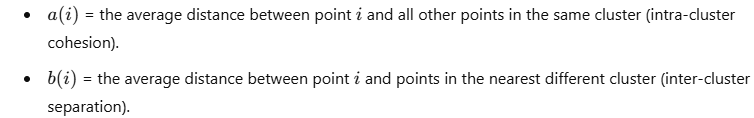 • a(i) = the average distance between point i and all other points in the same cluster (intra-cluster
cohesion).
• b(i) = the average distance between point i and points in the nearest different cluster (inter-cluster
separation).